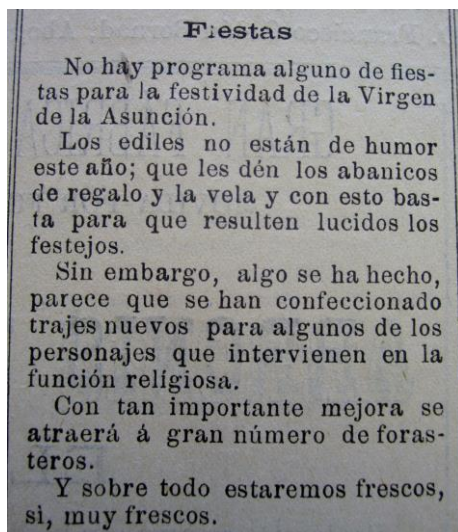 Fiestas
No hay programa alguno de fies-
tas para la festividad de la Virgen
de la Asunción.
Los ediles no están de humor
este año; que les dén los abanicos
de regalo y la vela y con esto bas-
ta para que resulten lucidos los
festejos.
Sin embargo, algo se ha hecho,
parece que se han confeccionado
trajes nuevos para algunos de los
personajes que intervienen en la
función religiosa.
Con tan importante mejora se
atraerá á gran número de foras-
teros.
Y sobre todo estaremos frescos,
si, muy frescos.